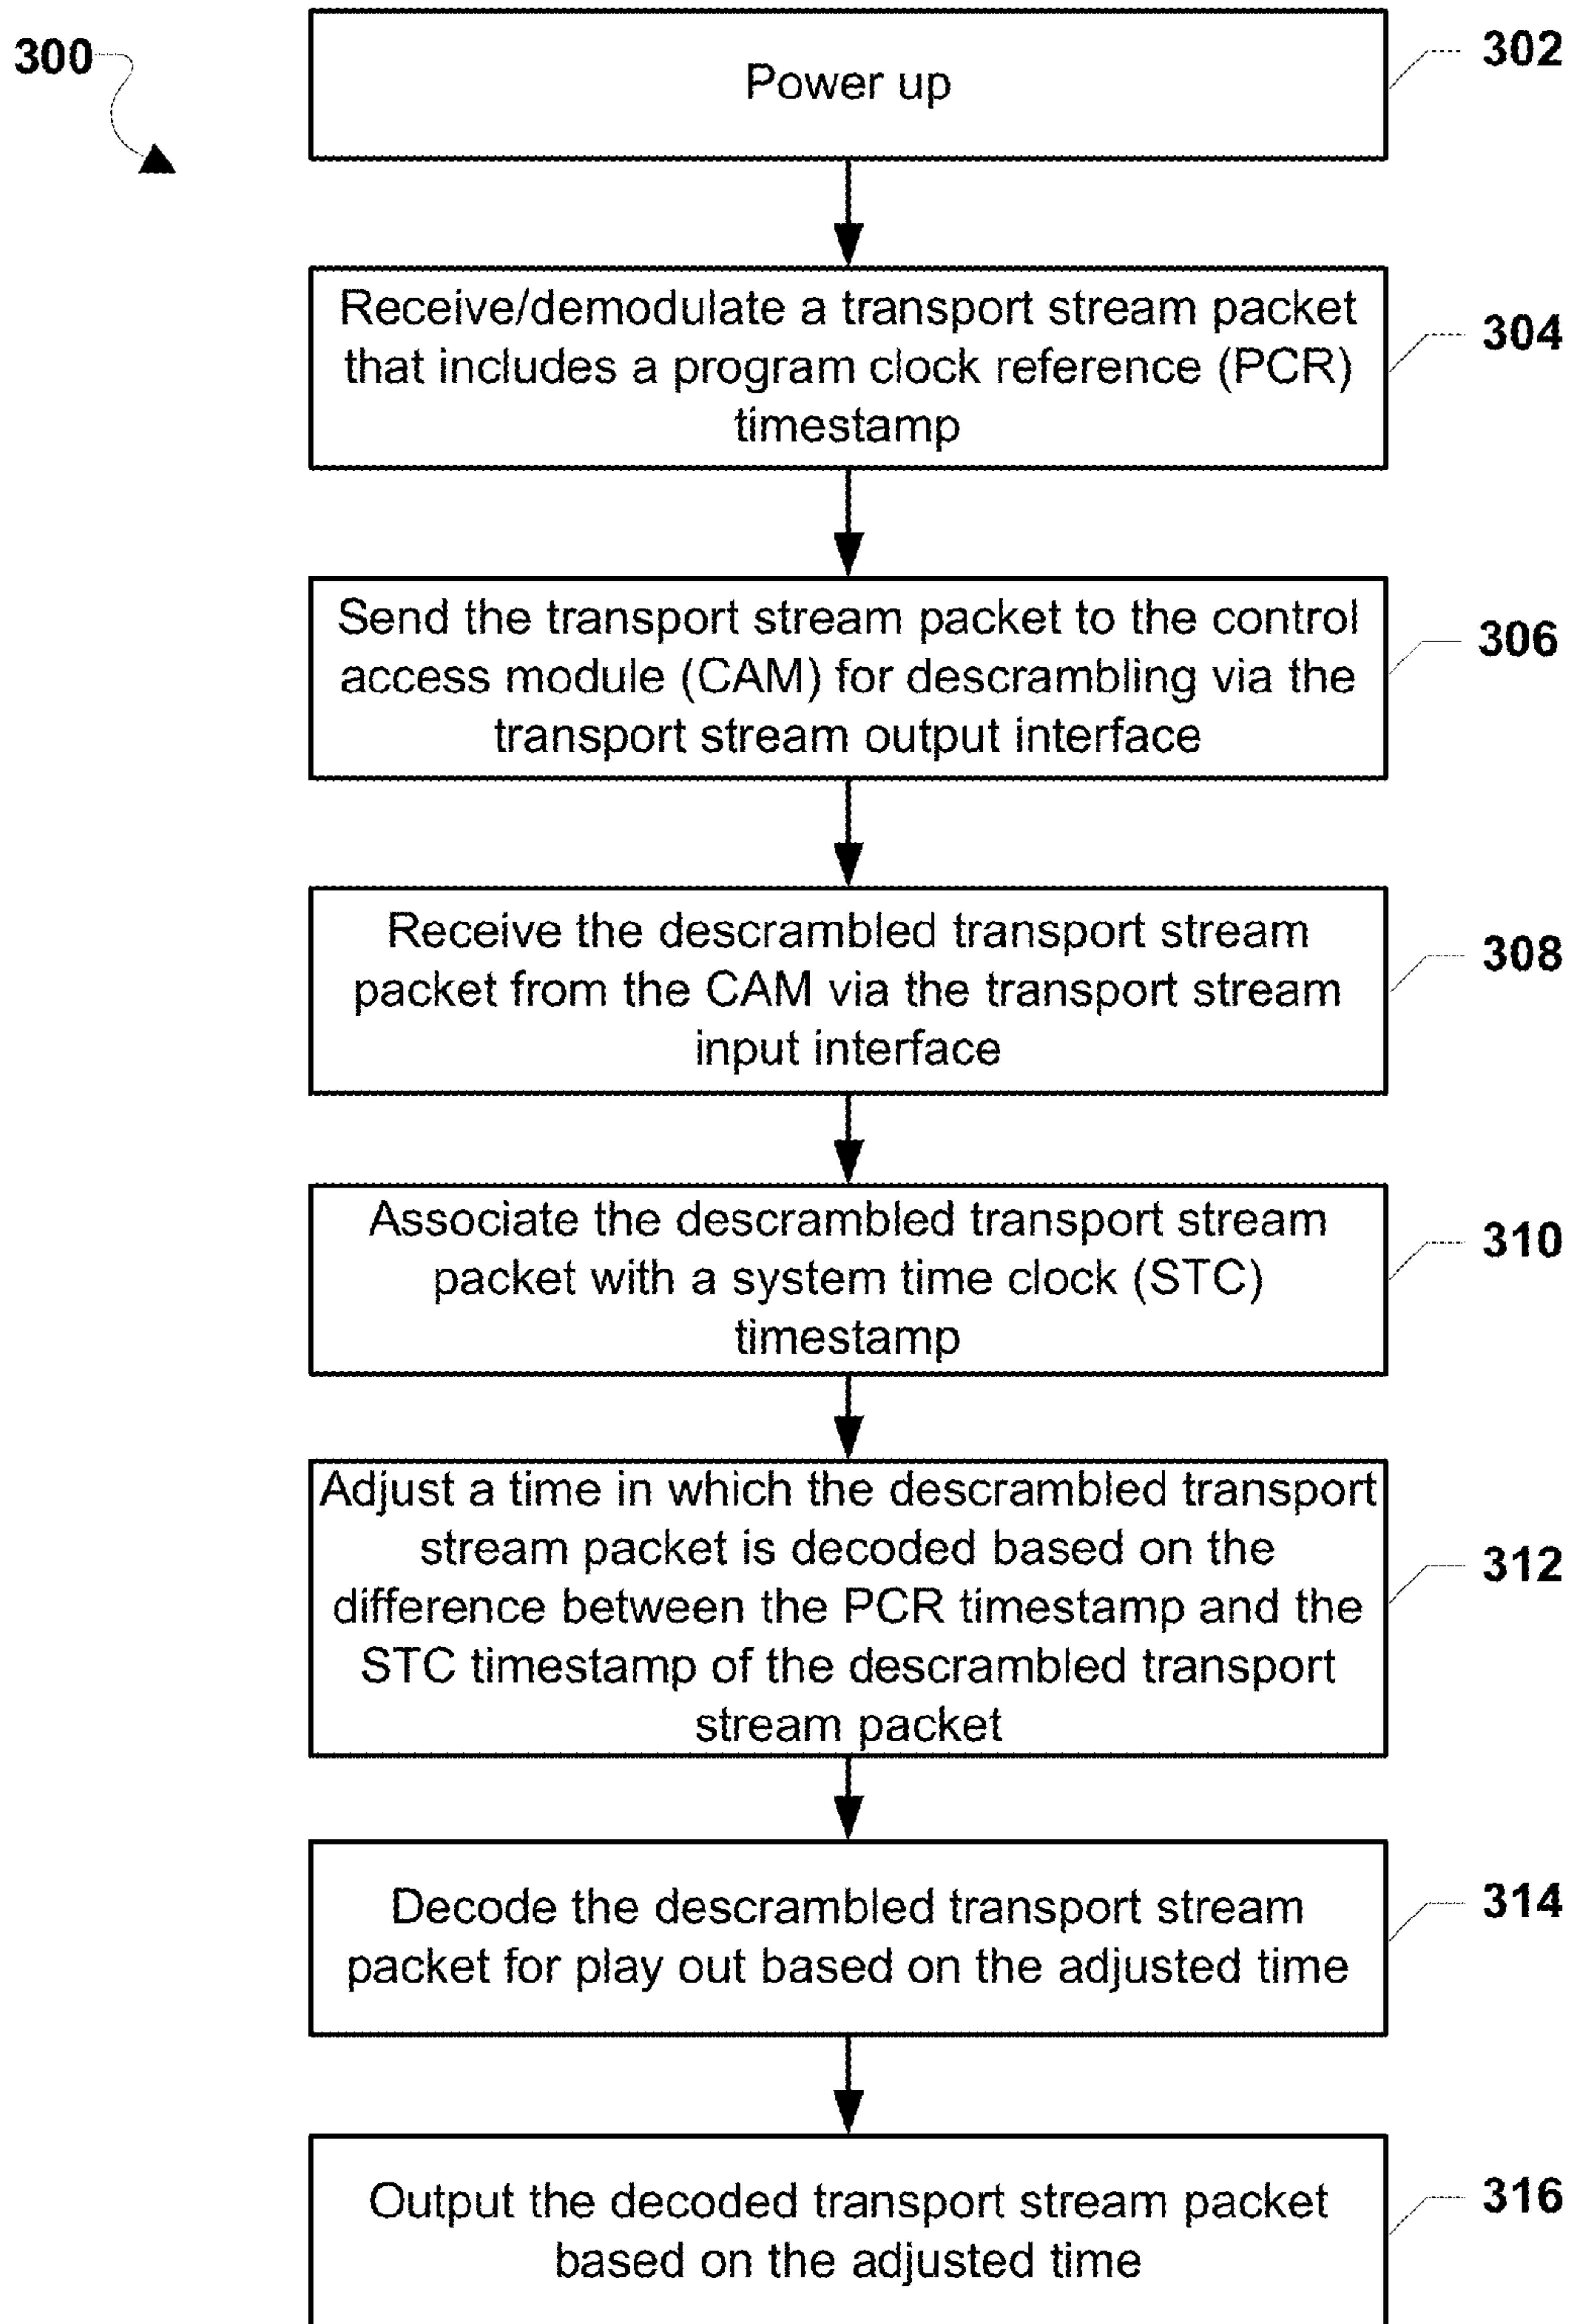 300
Power up
302
Receive/demodulate a transport stream packet
that includes a program clock reference (PCR)
timestamp
304
Send the transport stream packet to the control
access module (CAM) for descrambling via the
transport stream output interface
306
Receive the descrambled transport stream
packet from the CAM via the transport stream
input interface
308
Associate the descrambled transport stream
packet with a system time clock (STC)
timestamp
310
Adjust a time in which the descrambled transport
stream packet is decoded based on the
difference between the PCR timestamp and the
STC timestamp of the descrambled transport
stream packet
312
Decode the descrambled transport stream
packet for play out based on the adjusted time
314
Output the decoded transport stream packet
based on the adjusted time
316